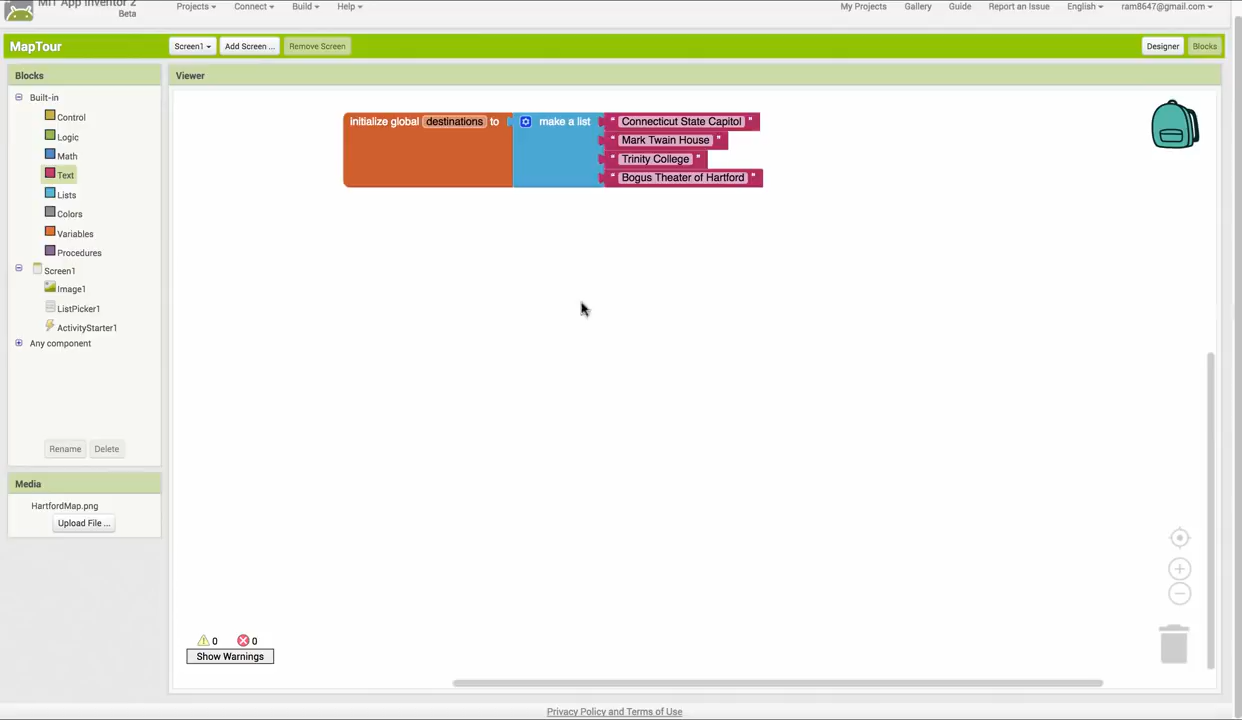 MIT App Inventor 2
Beta
Projects Connect Build Help My Projects Gallery Guide Report an Issue English ram8647@gmail.com
MapTour Screen1 Add Screen ... Remove Screen Designer Blocks
Blocks
Viewer
Built-in
Control
Logic
Math
Text
Lists
Colors
Variables
Procedures
Screen1
Image1
ListPicker1
ActivityStarter1
Any component
Rename Delete
Media
HartfordMap.png
Upload File ...
initialize global destinations to make a list " Connecticut State Capitol "
" Mark Twain House "
" Trinity College "
" Bogus Theater of Hartford "
0 0
Show Warnings
Privacy Policy and Terms of Use